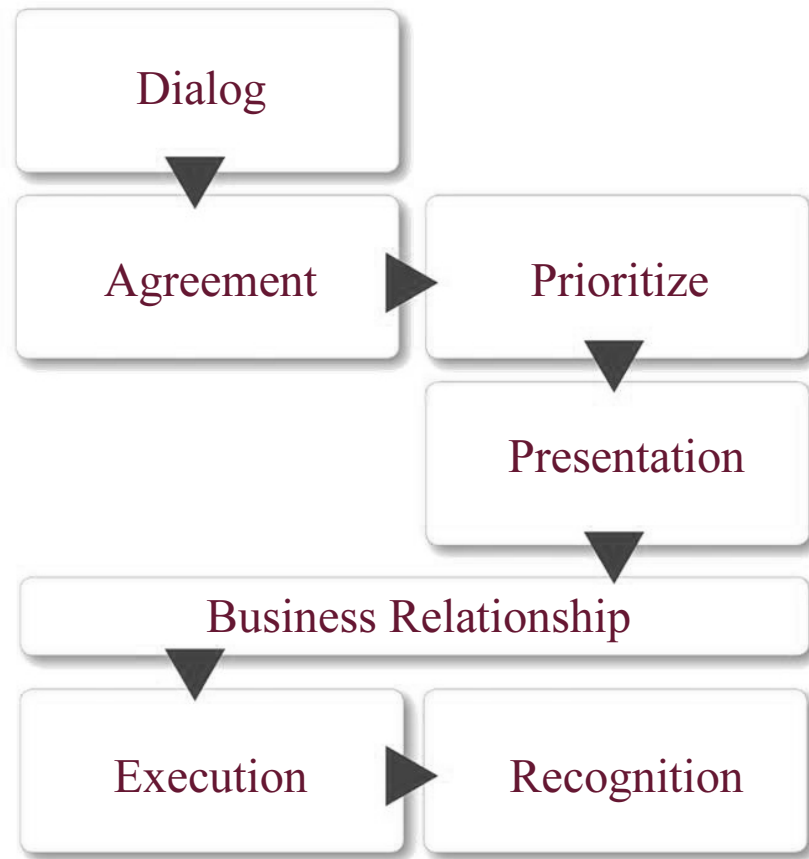 Dialog
Agreement
Prioritize
Presentation
Business Relationship
Execution
Recognition